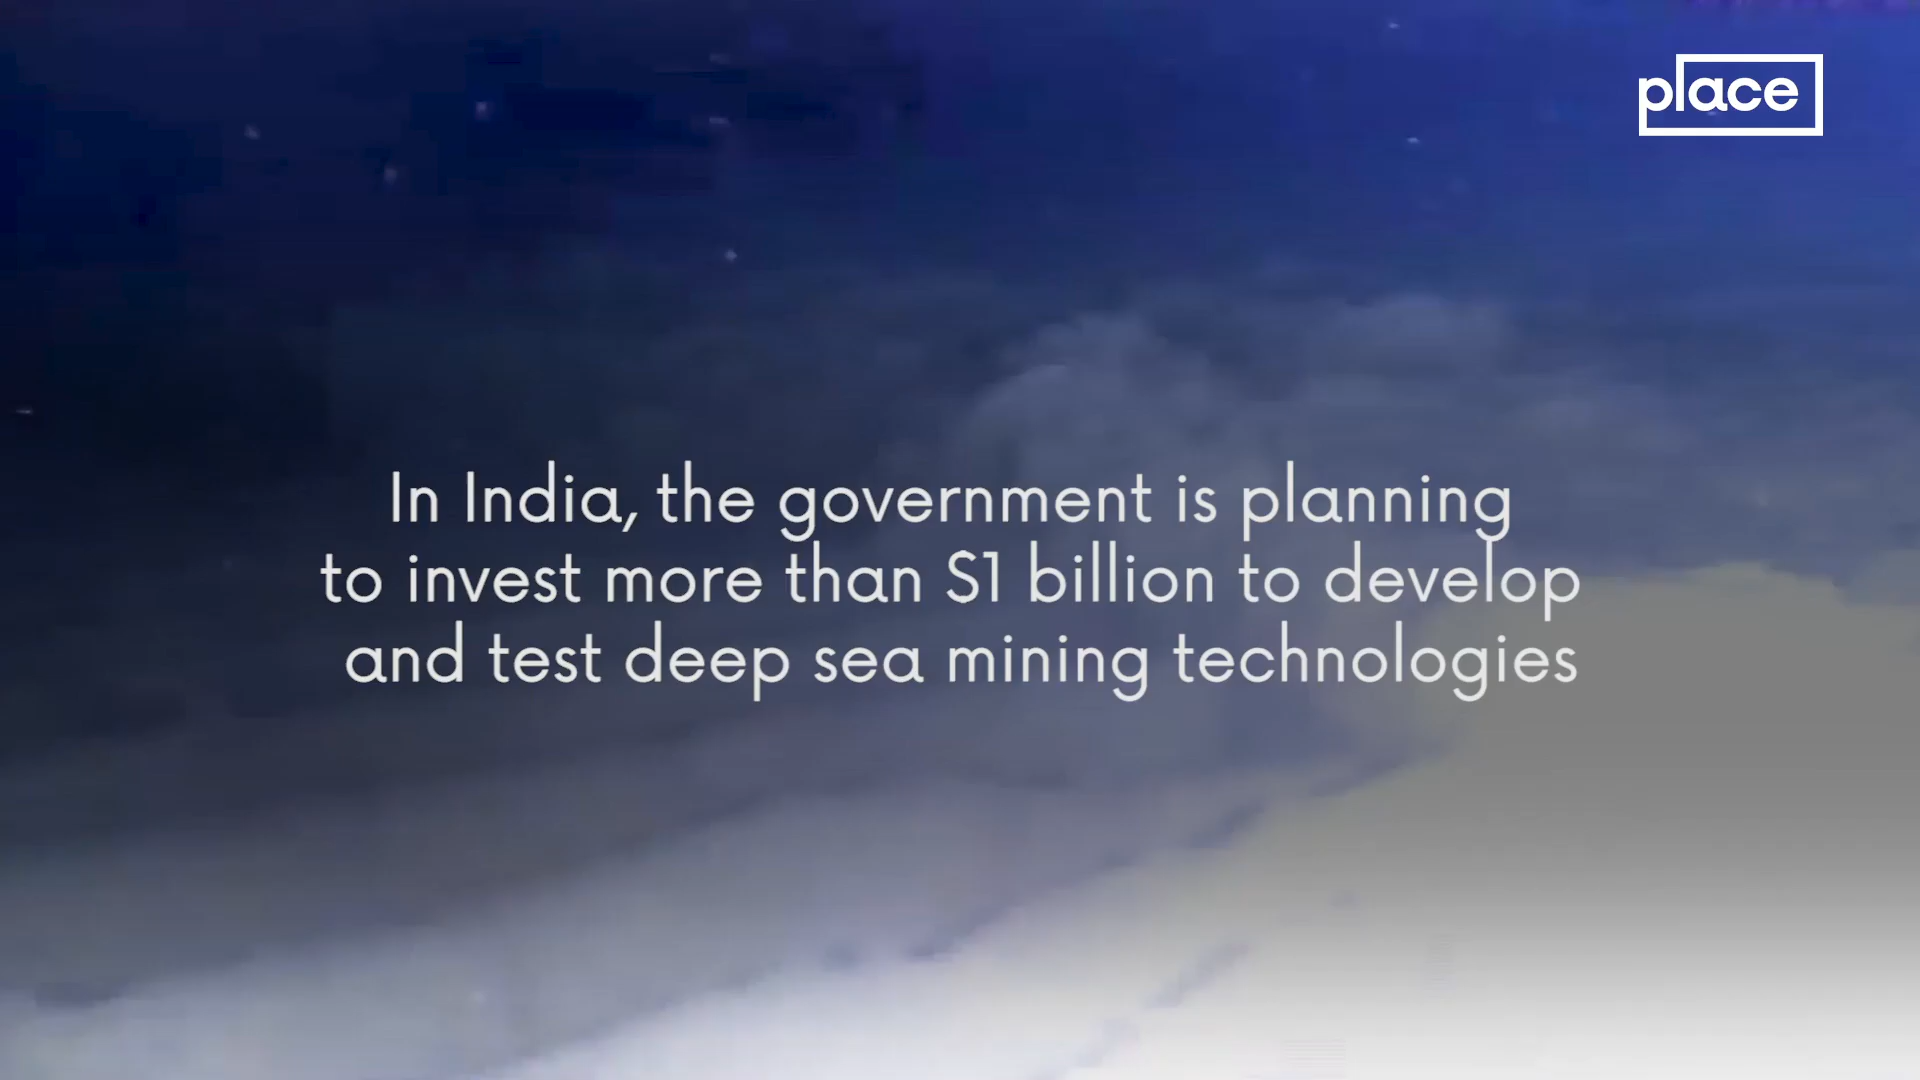 place
In India, the government is planning
to invest more than $1 billion to develop
and test deep sea mining technologies